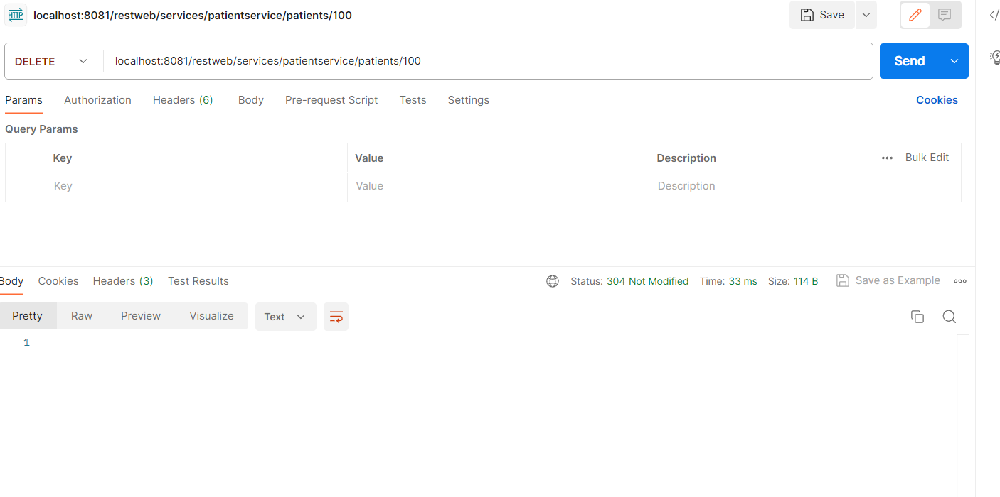 HTTP localhost:8081/restweb/services/patientservice/patients/100 Save
DELETE localhost:8081/restweb/services/patientservice/patients/100 Send
Params Authorization Headers (6) Body Pre-request Script Tests Settings Cookies
Query Params
Key Value Description Bulk Edit
Key Value Description
Body Cookies Headers (3) Test Results Status: 304 Not Modified Time: 33 ms Size: 114 B Save as Example
Pretty Raw Preview Visualize Text
1